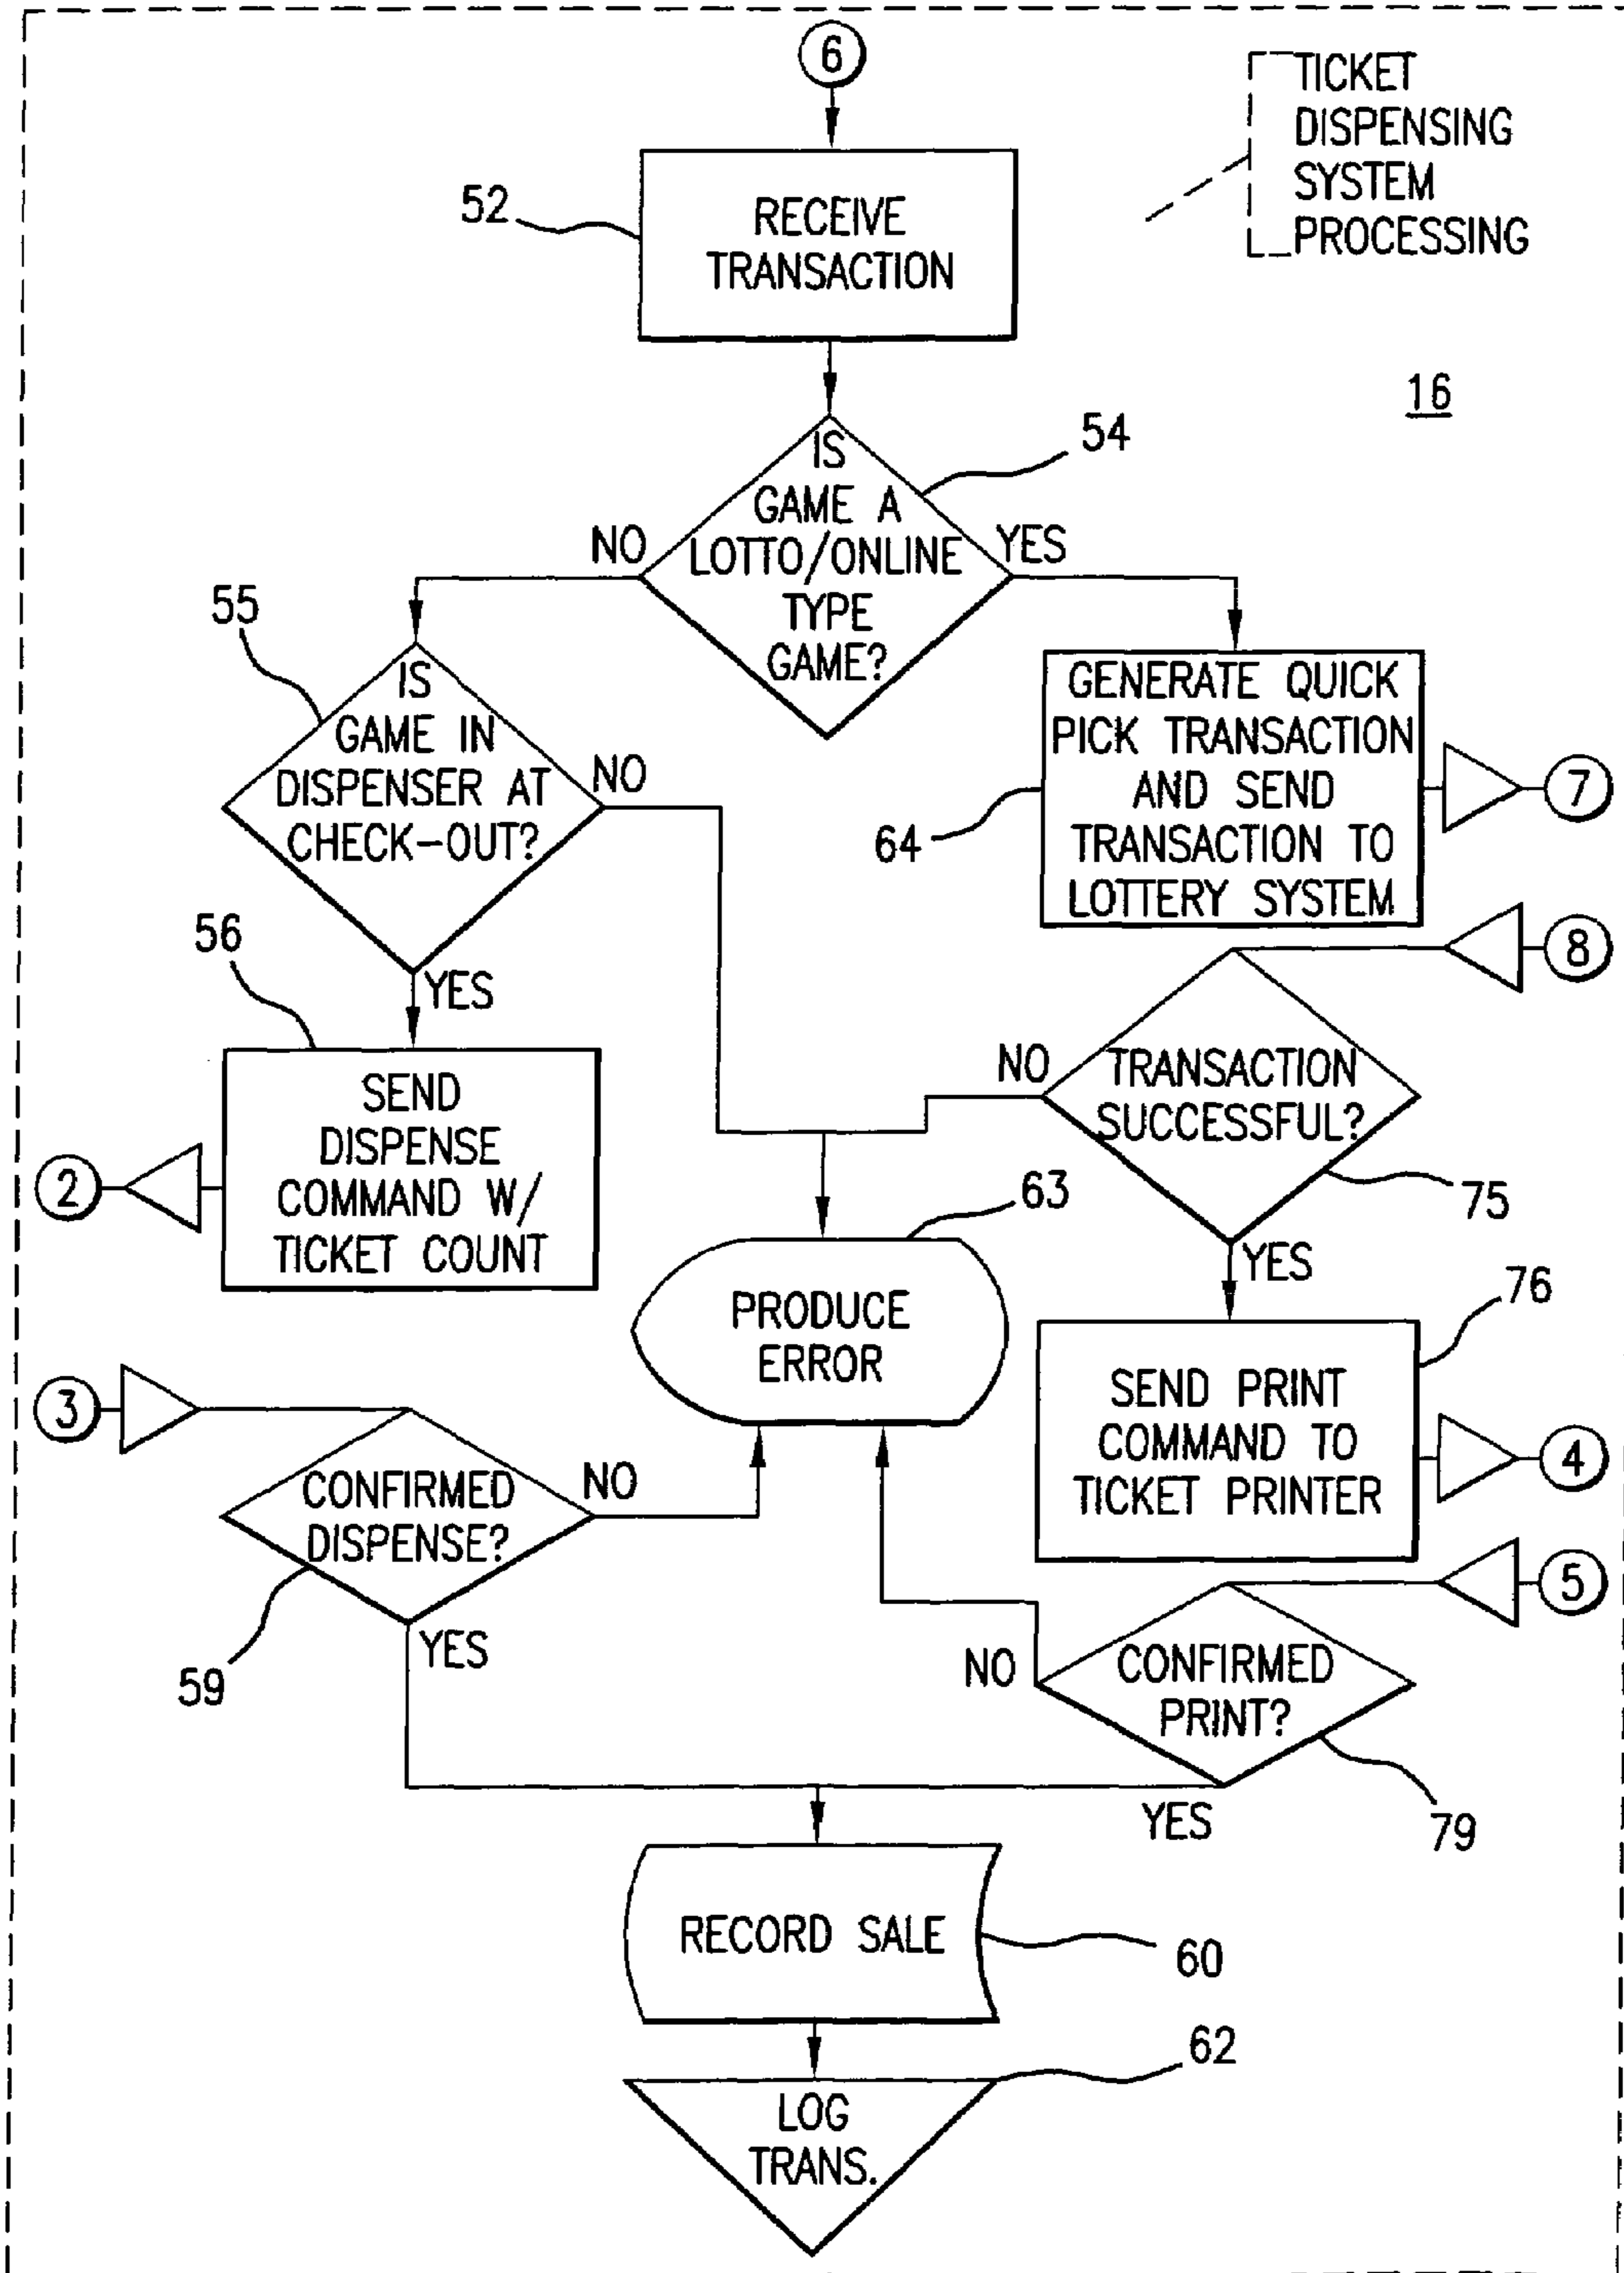 6
TICKET
DISPENSING
SYSTEM
PROCESSING
52
RECEIVE
TRANSACTION
16
54
IS
GAME A
LOTTO/ONLINE
TYPE
GAME?
NO
YES
55
IS
GAME IN
DISPENSER AT
CHECK-OUT?
NO
YES
GENERATE QUICK
PICK TRANSACTION
AND SEND
TRANSACTION TO
LOTTERY SYSTEM
64
7
8
56
SEND
DISPENSE
COMMAND W/
TICKET COUNT
2
NO
TRANSACTION
SUCCESSFUL?
75
YES
63
PRODUCE
ERROR
76
SEND PRINT
COMMAND TO
TICKET PRINTER
4
3
CONFIRMED
DISPENSE?
NO
59
YES
5
NO
CONFIRMED
PRINT?
79
YES
RECORD SALE
60
62
LOG
TRANS.